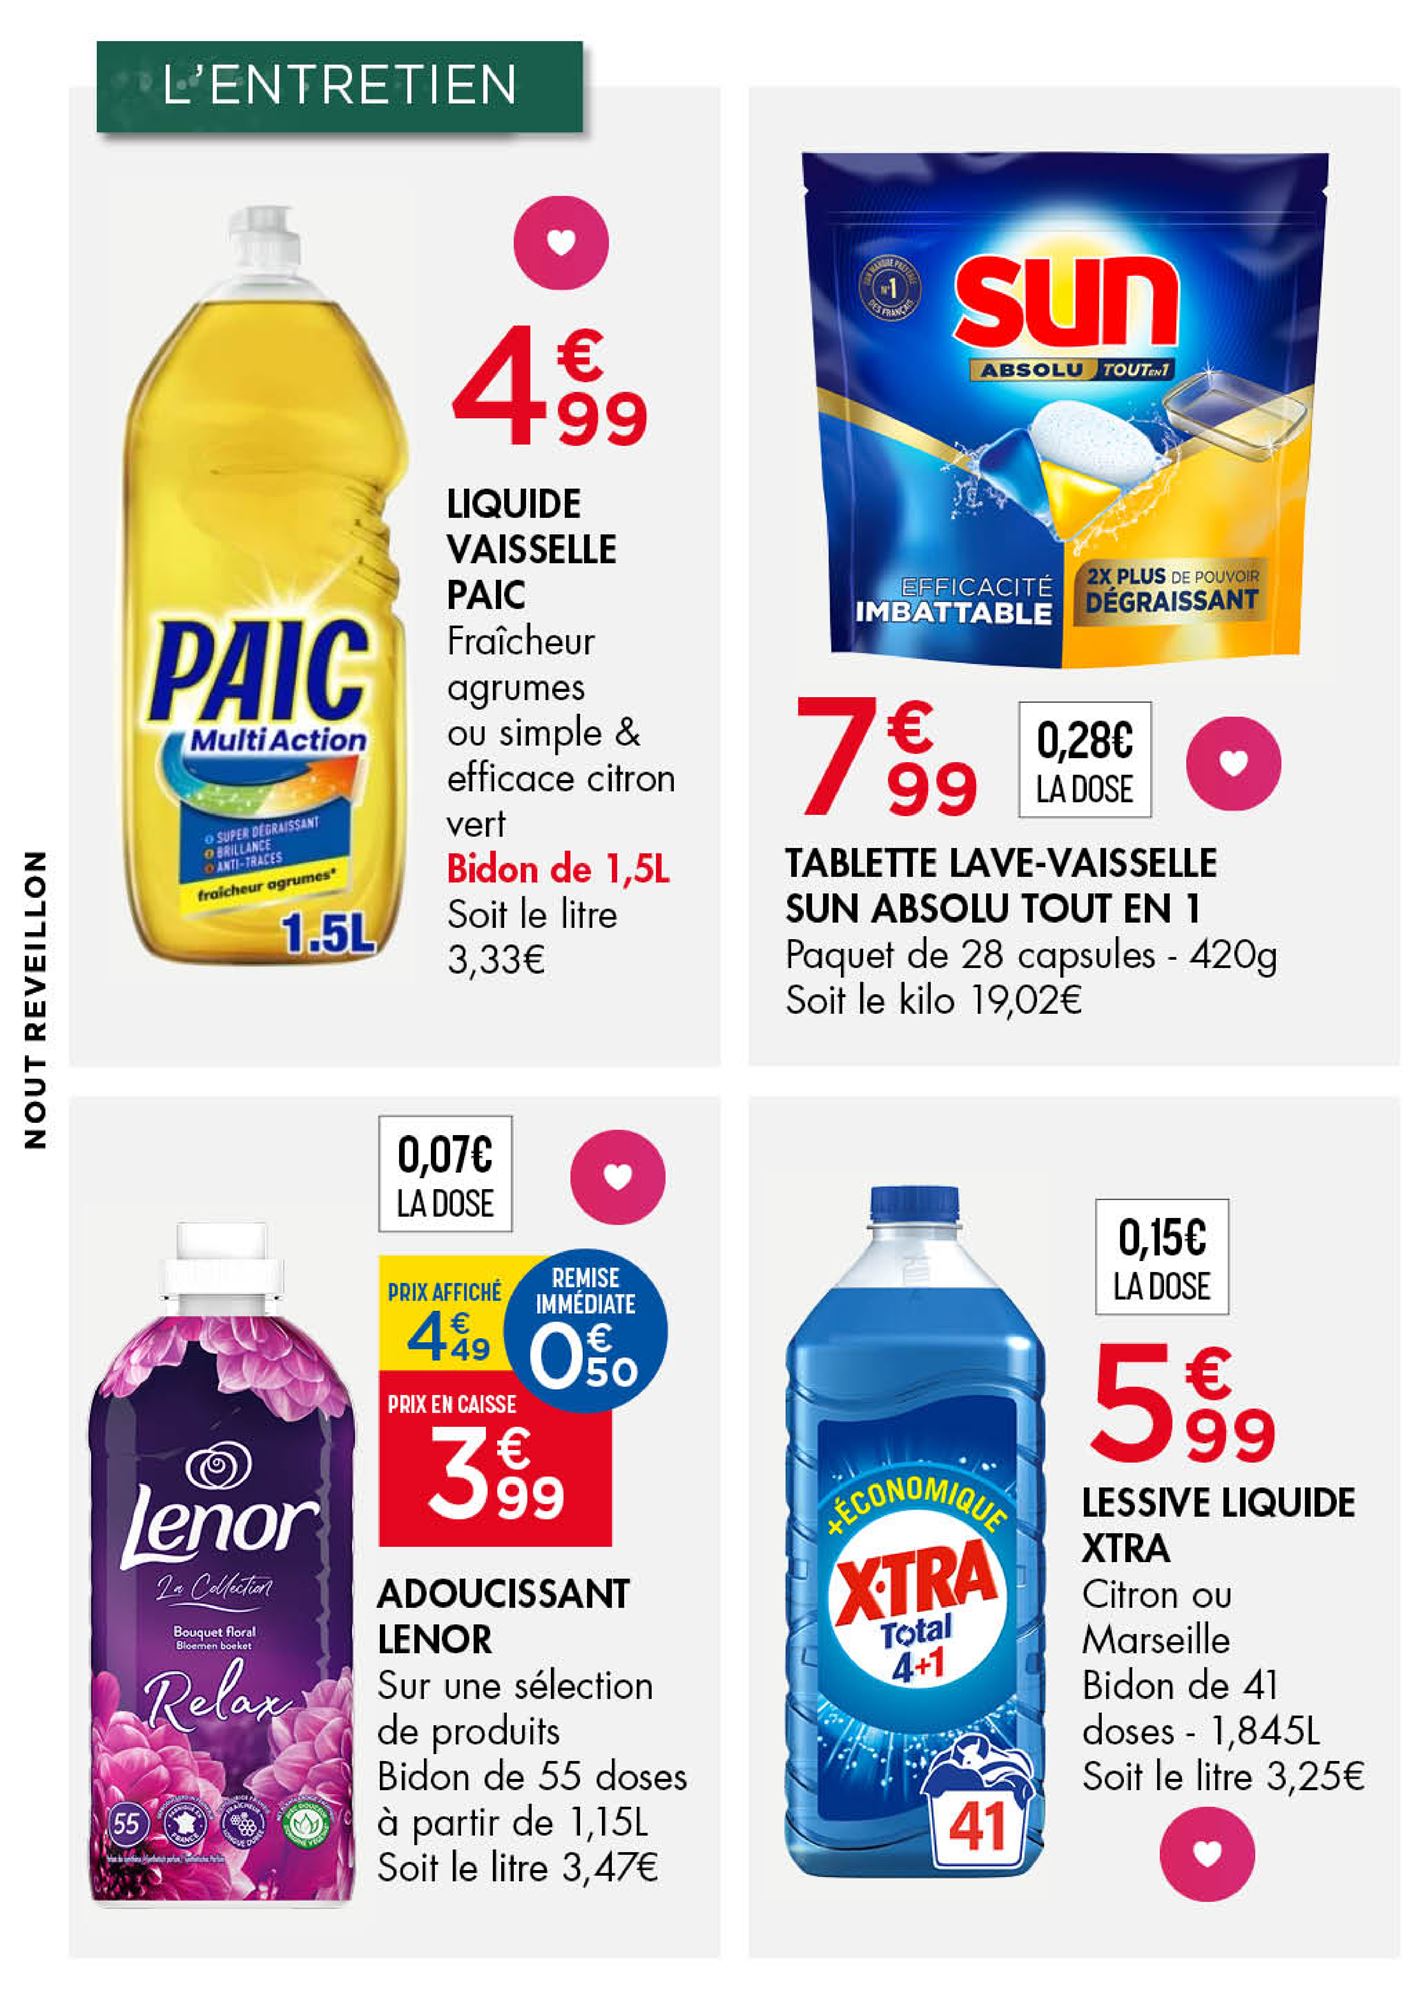 L'ENTRETIEN
NOUT REVEILLON
4€99
LIQUIDE
VAISSELLE
PAIC
Fraîcheur
agrumes
ou simple &
efficace citron
vert
Bidon de 1,5L
Soit le litre
3,33€
PAIC
MultiAction
SUPER DÉGRAISSANT
BRILLANCE
ANTI-TRACES
fraîcheur agrumes*
1.5L
N°1
DES FRANÇAIS
sun
ABSOLU TOUT EN 1
EFFICACITÉ
IMBATTABLE
2X PLUS DE POUVOIR
DÉGRAISSANT
7€99
0,28€
LA DOSE
TABLETTE LAVE-VAISSELLE
SUN ABSOLU TOUT EN 1
Paquet de 28 capsules - 420g
Soit le kilo 19,02€
0,07€
LA DOSE
PRIX AFFICHÉ
4€49
REMISE
IMMÉDIATE
0€50
PRIX EN CAISSE
3€99
ADOUCISSANT
LENOR
Sur une sélection
de produits
Bidon de 55 doses
à partir de 1,15L
Soit le litre 3,47€
Lenor
La Collection
Bouquet floral
Bloemen boeket
Relax
55
0,15€
LA DOSE
5€99
LESSIVE LIQUIDE
XTRA
Citron ou
Marseille
Bidon de 41
doses - 1,845L
Soit le litre 3,25€
+ÉCONOMIQUE
X•TRA
Total
4+1
41